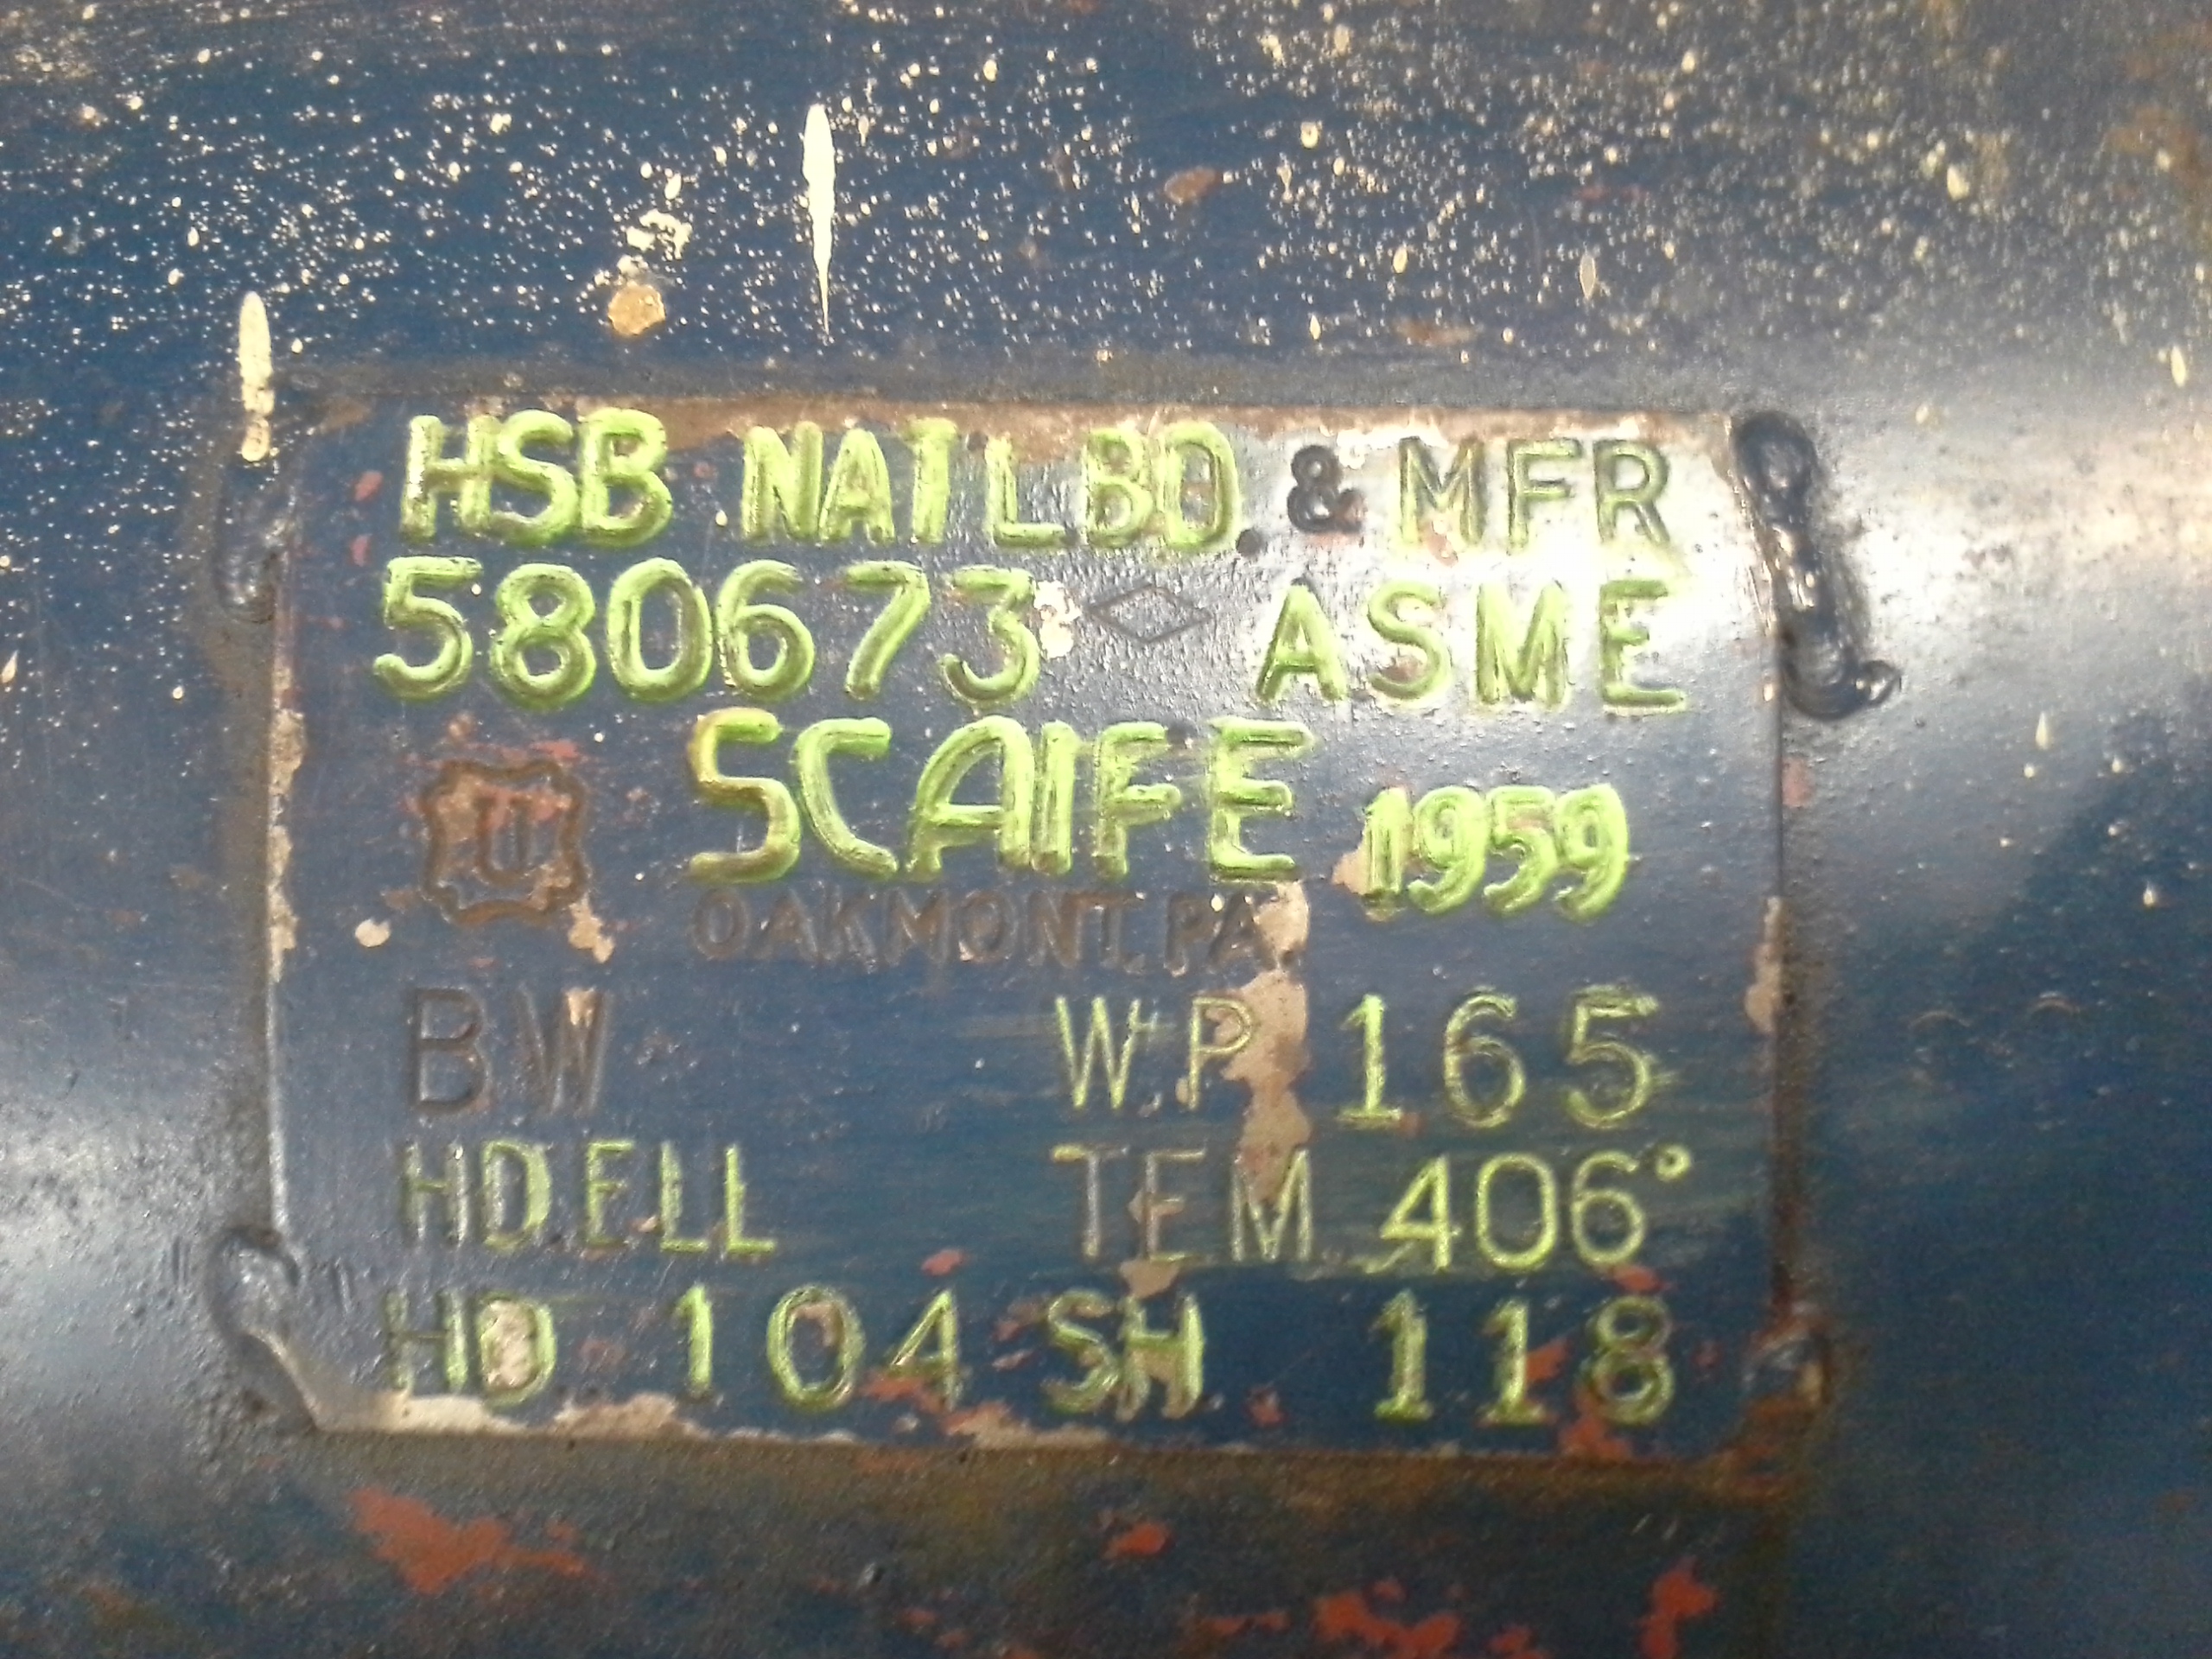 HSB NATL.BD. & MFR
580673 ASME
SCAIFE 1959
U
OAKMONT, PA
BW W.P. 165
HD.ELL TEM. 406°
HD 104 SH 118